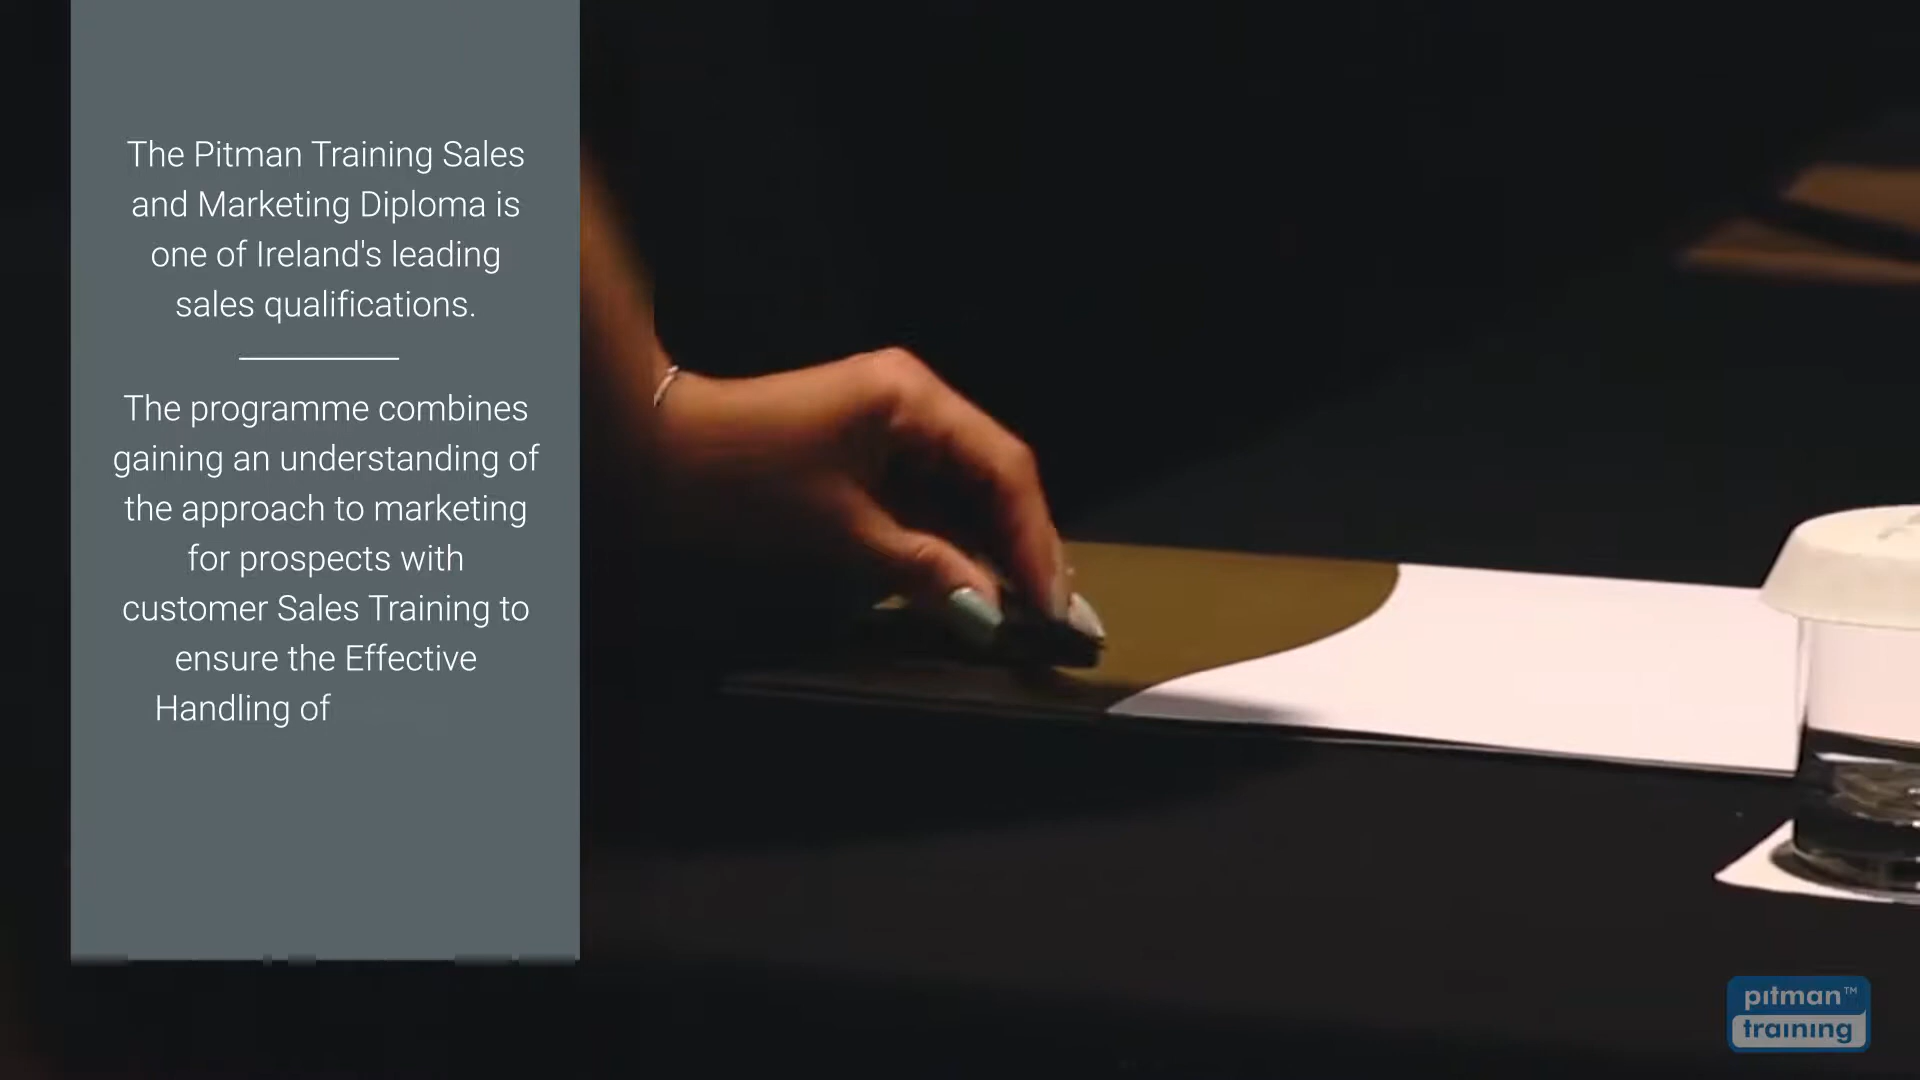 The Pitman Training Sales
and Marketing Diploma is
one of Ireland's leading
sales qualifications.
The programme combines
gaining an understanding of
the approach to marketing
for prospects with
customer Sales Training to
ensure the Effective
Handling of
pitman™
training